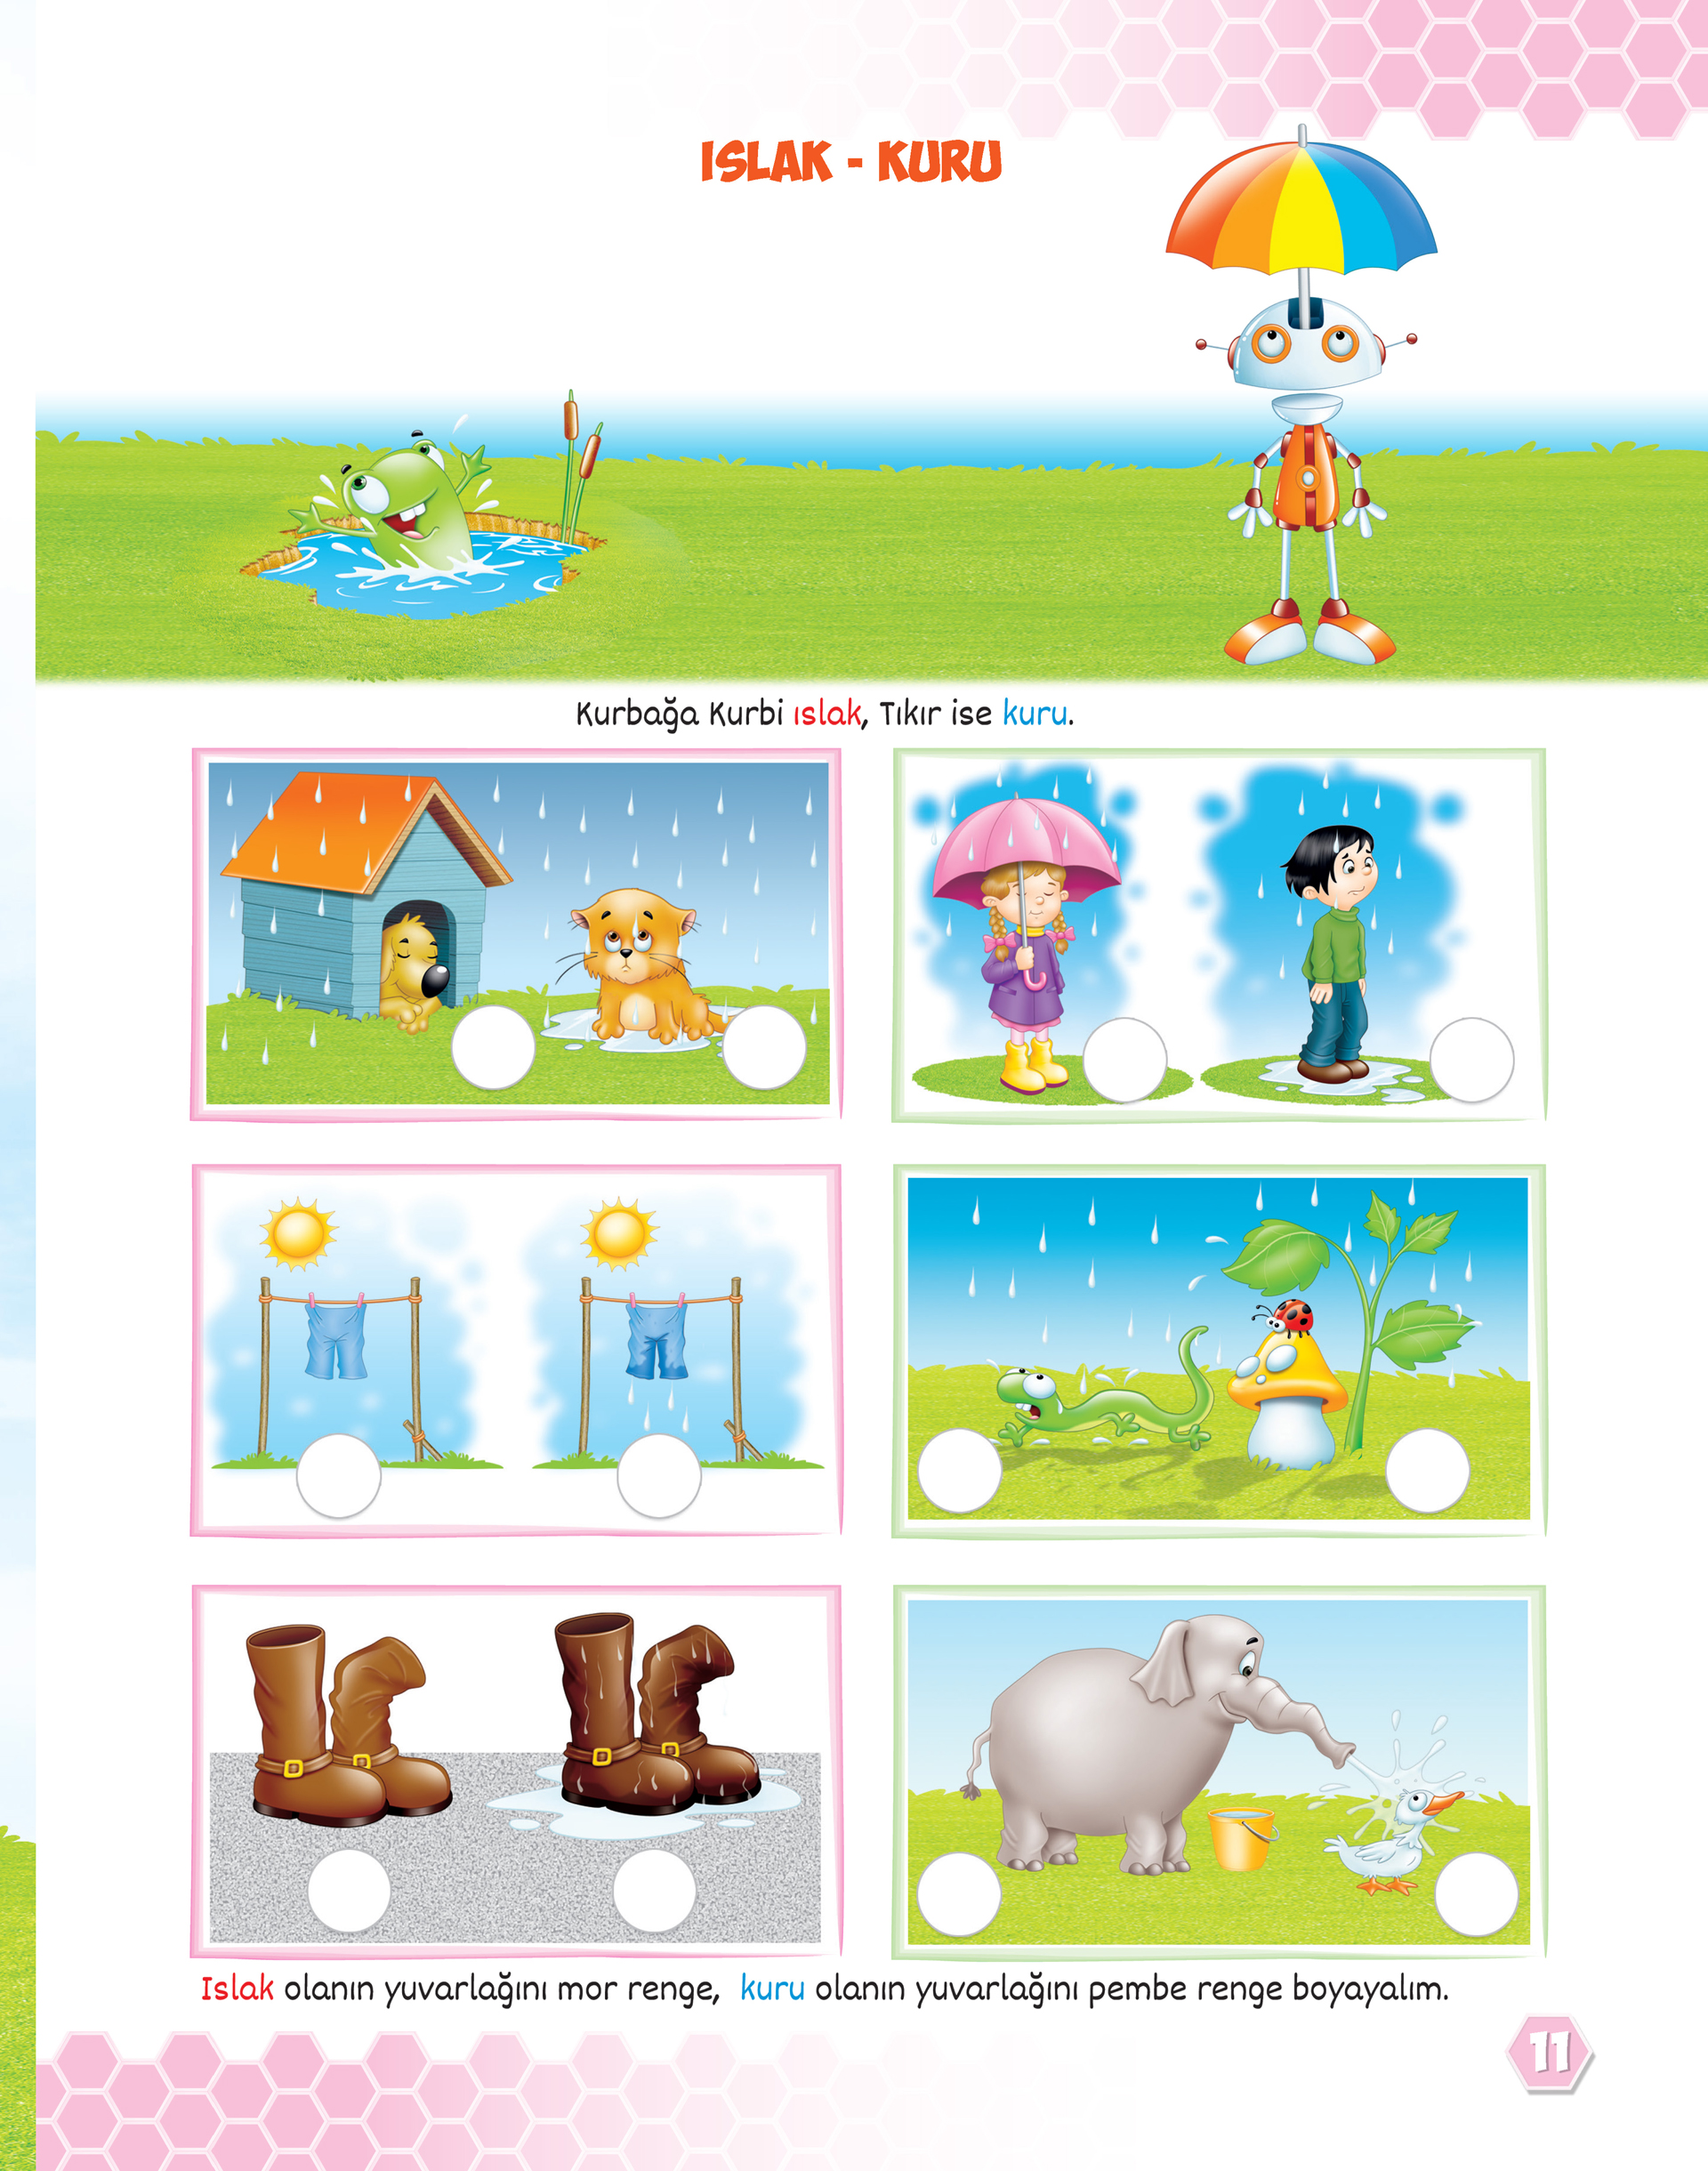 ISLAK - KURU
Kurbağa Kurbi ıslak, Tıkır ise kuru.
Islak olanın yuvarlağını mor renge, kuru olanın yuvarlağını pembe renge boyayalım.
11